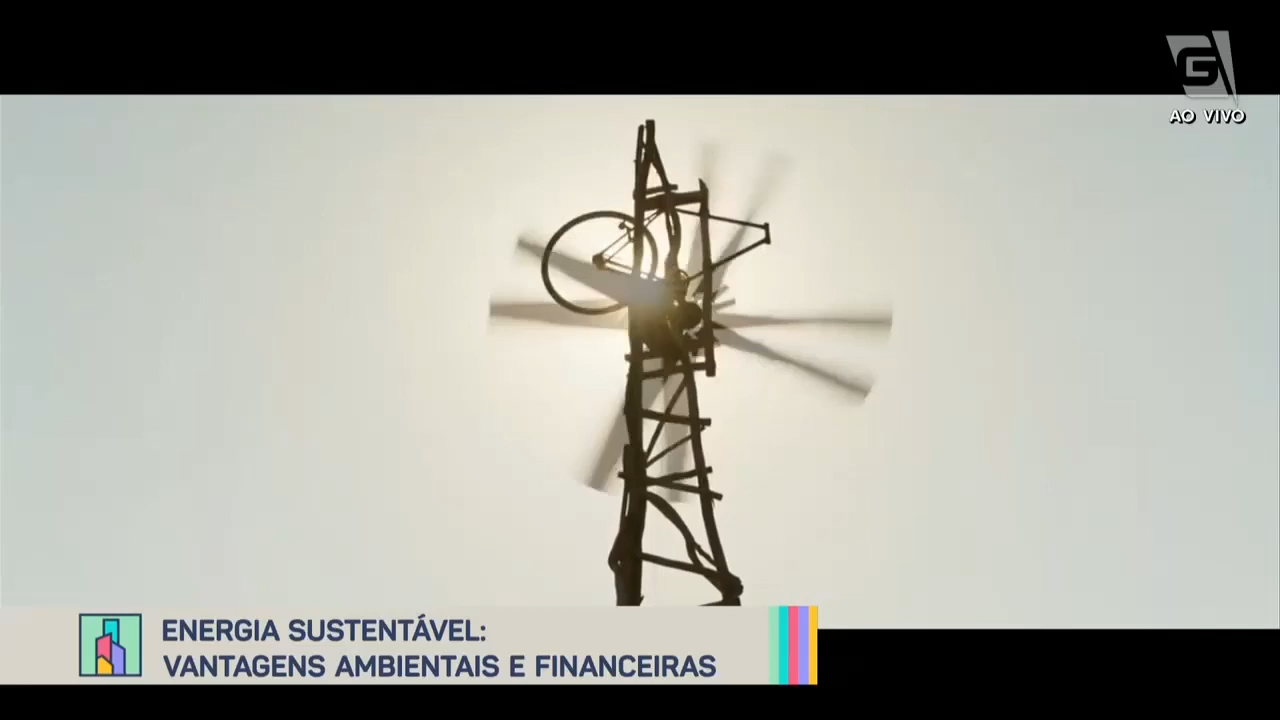 G
AO VIVO
ENERGIA SUSTENTÁVEL:
VANTAGENS AMBIENTAIS E FINANCEIRAS